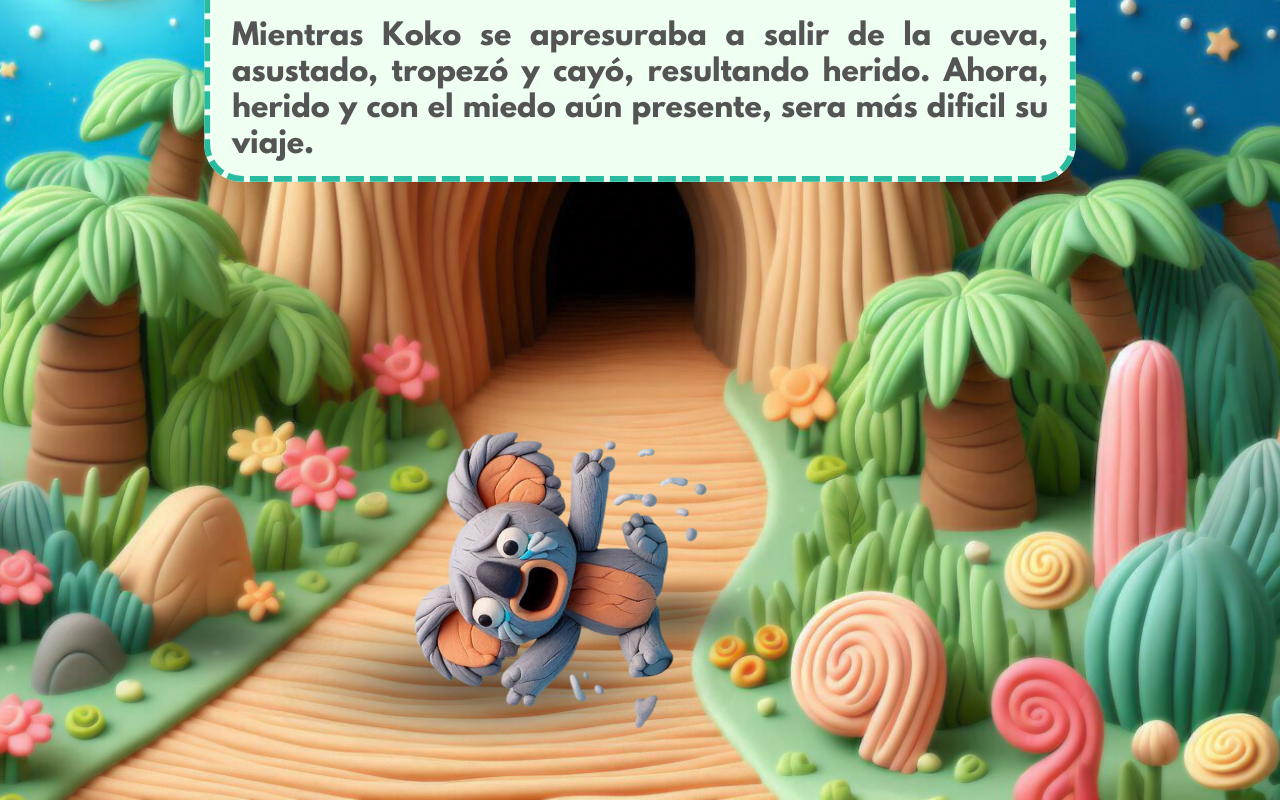 Mientras Koko se apresuraba a salir de la cueva,
asustado, tropezó y cayó, resultando herido. Ahora,
herido y con el miedo aún presente, sera más dificil su
viaje.